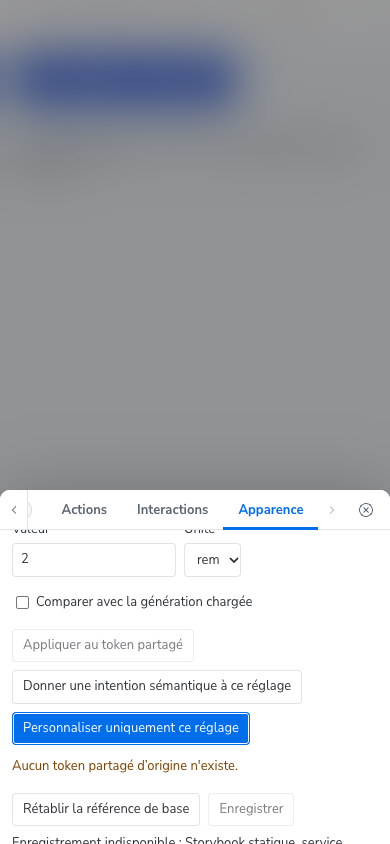 Actions Interactions Apparence
Valeur Unité
2 rem
Comparer avec la génération chargée
Appliquer au token partagé
Donner une intention sémantique à ce réglage
Personnaliser uniquement ce réglage
Aucun token partagé d'origine n'existe.
Rétablir la référence de base Enregistrer
Enregistrement indisponible : Storybook statique, service